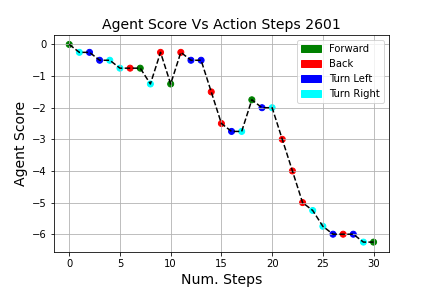 Agent Score Vs Action Steps 2601
Forward
Back
Turn Left
Turn Right
Agent Score
0
−1
−2
−3
−4
−5
−6
0 5 10 15 20 25 30
Num. Steps